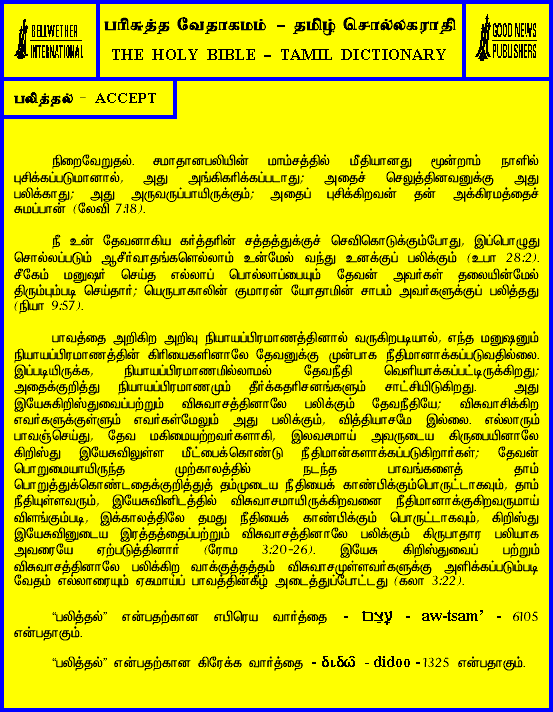 BELLWETHER
INTERNATIONAL
பரிசுத்த வேதாகமம் – தமிழ் சொல்லகராதி
THE HOLY BIBLE – TAMIL DICTIONARY
GOOD NEWS
PUBLISHERS
பலித்தல் – ACCEPT
நிறைவேறுதல். சமாதானபலியின் மாம்சத்தில் மீதியானது மூன்றாம் நாளில்
புசிக்கப்படுமானால், அது அங்கிகரிக்கப்படாது; அதைச் செலுத்தினவனுக்கு அது
பலிக்காது; அது அருவருப்பாயிருக்கும்; அதைப் புசிக்கிறவன் தன் அக்கிரமத்தைச்
சுமப்பான் (லேவி 7:18).
நீ உன் தேவனாகிய கர்த்தரின் சத்தத்துக்குச் செவிகொடுக்கும்போது, இப்பொழுது
சொல்லப்படும் ஆசீர்வாதங்களெல்லாம் உன்மேல் வந்து உனக்குப் பலிக்கும் (உபா 28:2).
சீகேம் மனுஷர் செய்த எல்லாப் பொல்லாப்பையும் தேவன் அவர்கள் தலையின்மேல்
திரும்பும்படி செய்தார்; யெருபாகாலின் குமாரன் யோதாமின் சாபம் அவர்களுக்குப் பலித்தது
(நியா 9:57).
பாவத்தை அறிகிற அறிவு நியாயப்பிரமாணத்தினால் வருகிறபடியால், எந்த மனுஷனும்
நியாயப்பிரமாணத்தின் கிரியைகளினாலே தேவனுக்கு முன்பாக நீதிமானாக்கப்படுவதில்லை.
இப்படியிருக்க, நியாயப்பிரமாணமில்லாமல் தேவநீதி வெளியாக்கப்பட்டிருக்கிறது;
அதைக்குறித்து நியாயப்பிரமாணமும் தீர்க்கதரிசனங்களும் சாட்சியிடுகிறது. அது
இயேசுகிறிஸ்துவைப்பற்றும் விசுவாசத்தினாலே பலிக்கும் தேவநீதியே; விசுவாசிக்கிற
எவர்களுக்குள்ளும் எவர்கள்மேலும் அது பலிக்கும், வித்தியாசமே இல்லை. எல்லாரும்
பாவஞ்செய்து, தேவ மகிமையற்றவர்களாகி, இலவசமாய் அவருடைய கிருபையினாலே
கிறிஸ்து இயேசுவிலுள்ள மீட்பைக்கொண்டு நீதிமான்களாக்கப்படுகிறார்கள்; தேவன்
பொறுமையாயிருந்த முற்காலத்தில் நடந்த பாவங்களைத் தாம்
பொறுத்துக்கொண்டதைக்குறித்துத் தம்முடைய நீதியைக் காண்பிக்கும்பொருட்டாகவும், தாம்
நீதியுள்ளவரும், இயேசுவினிடத்தில் விசுவாசமாயிருக்கிறவனை நீதிமானாக்குகிறவருமாய்
விளங்கும்படி, இக்காலத்திலே தமது நீதியைக் காண்பிக்கும் பொருட்டாகவும், கிறிஸ்து
இயேசுவினுடைய இரத்தத்தைப்பற்றும் விசுவாசத்தினாலே பலிக்கும் கிருபாதார பலியாக
அவரையே ஏற்படுத்தினார் (ரோம 3:20-26). இயேசு கிறிஸ்துவைப் பற்றும்
விசுவாசத்தினாலே பலிக்கிற வாக்குத்தத்தம் விசுவாசமுள்ளவர்களுக்கு அளிக்கப்படும்படி
வேதம் எல்லாரையும் ஏகமாய்ப் பாவத்தின்கீழ் அடைத்துப்போட்டது (கலா 3:22).
“பலித்தல்” என்பதற்கான எபிரெய வார்த்தை - עָצַם - aw-tsam’ - 6105
என்பதாகும்.
“பலித்தல்” என்பதற்கான கிரேக்க வார்த்தை - διδῶ - didoo -1325 என்பதாகும்.